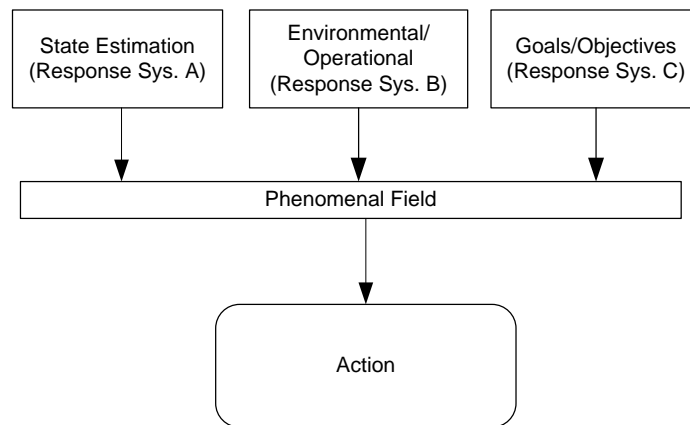 State Estimation
(Response Sys. A)
Environmental/
Operational
(Response Sys. B)
Goals/Objectives
(Response Sys. C)
Phenomenal Field
Action